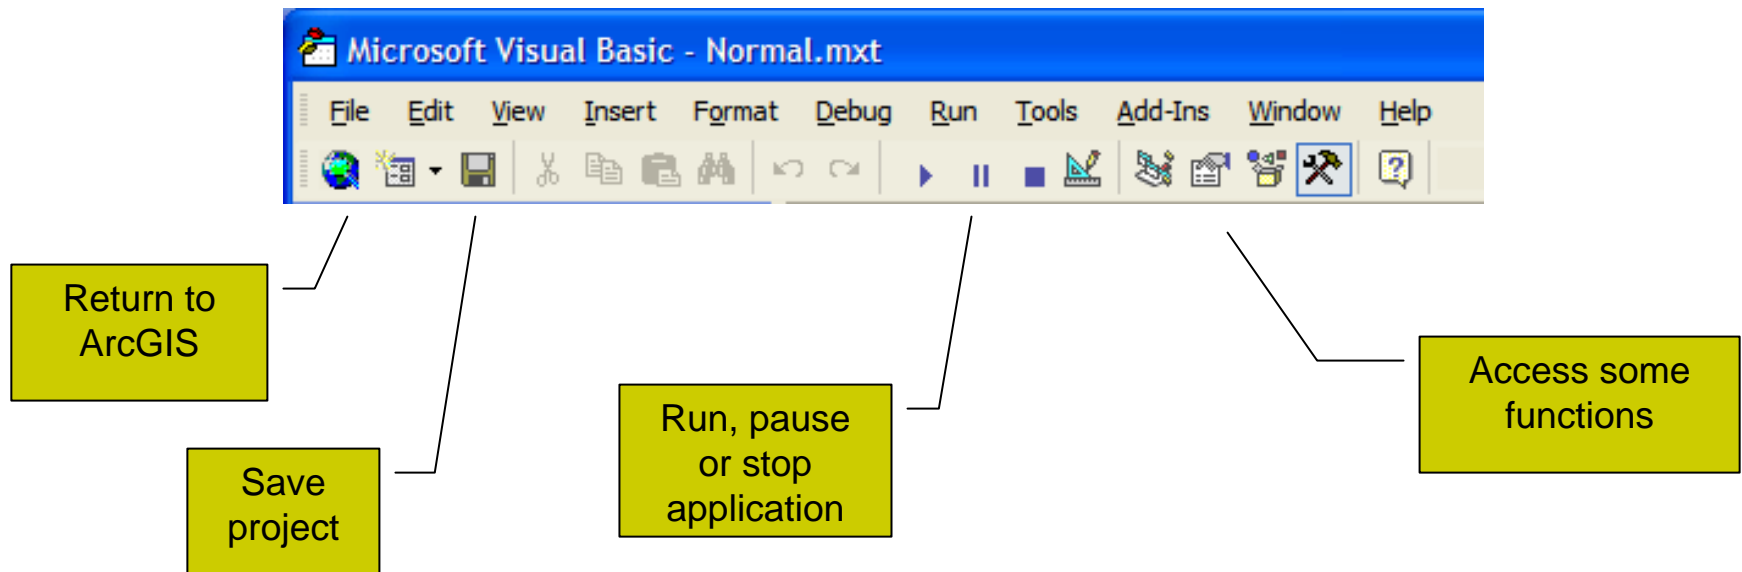 Microsoft Visual Basic - Normal.mxt
File Edit View Insert Format Debug Run Tools Add-Ins Window Help
Return to
ArcGIS
Save
project
Run, pause
or stop
application
Access some
functions